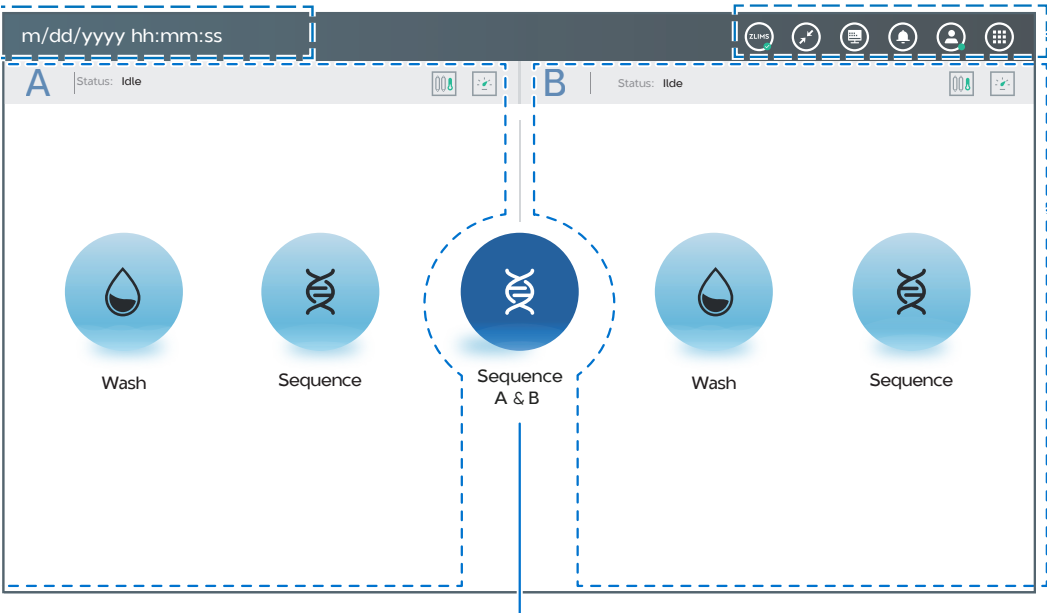 m/dd/yyyy hh:mm:ss
ZLIMS
A Status: Idle
B Status: Ilde
Wash
Sequence
Sequence
A & B
Wash
Sequence